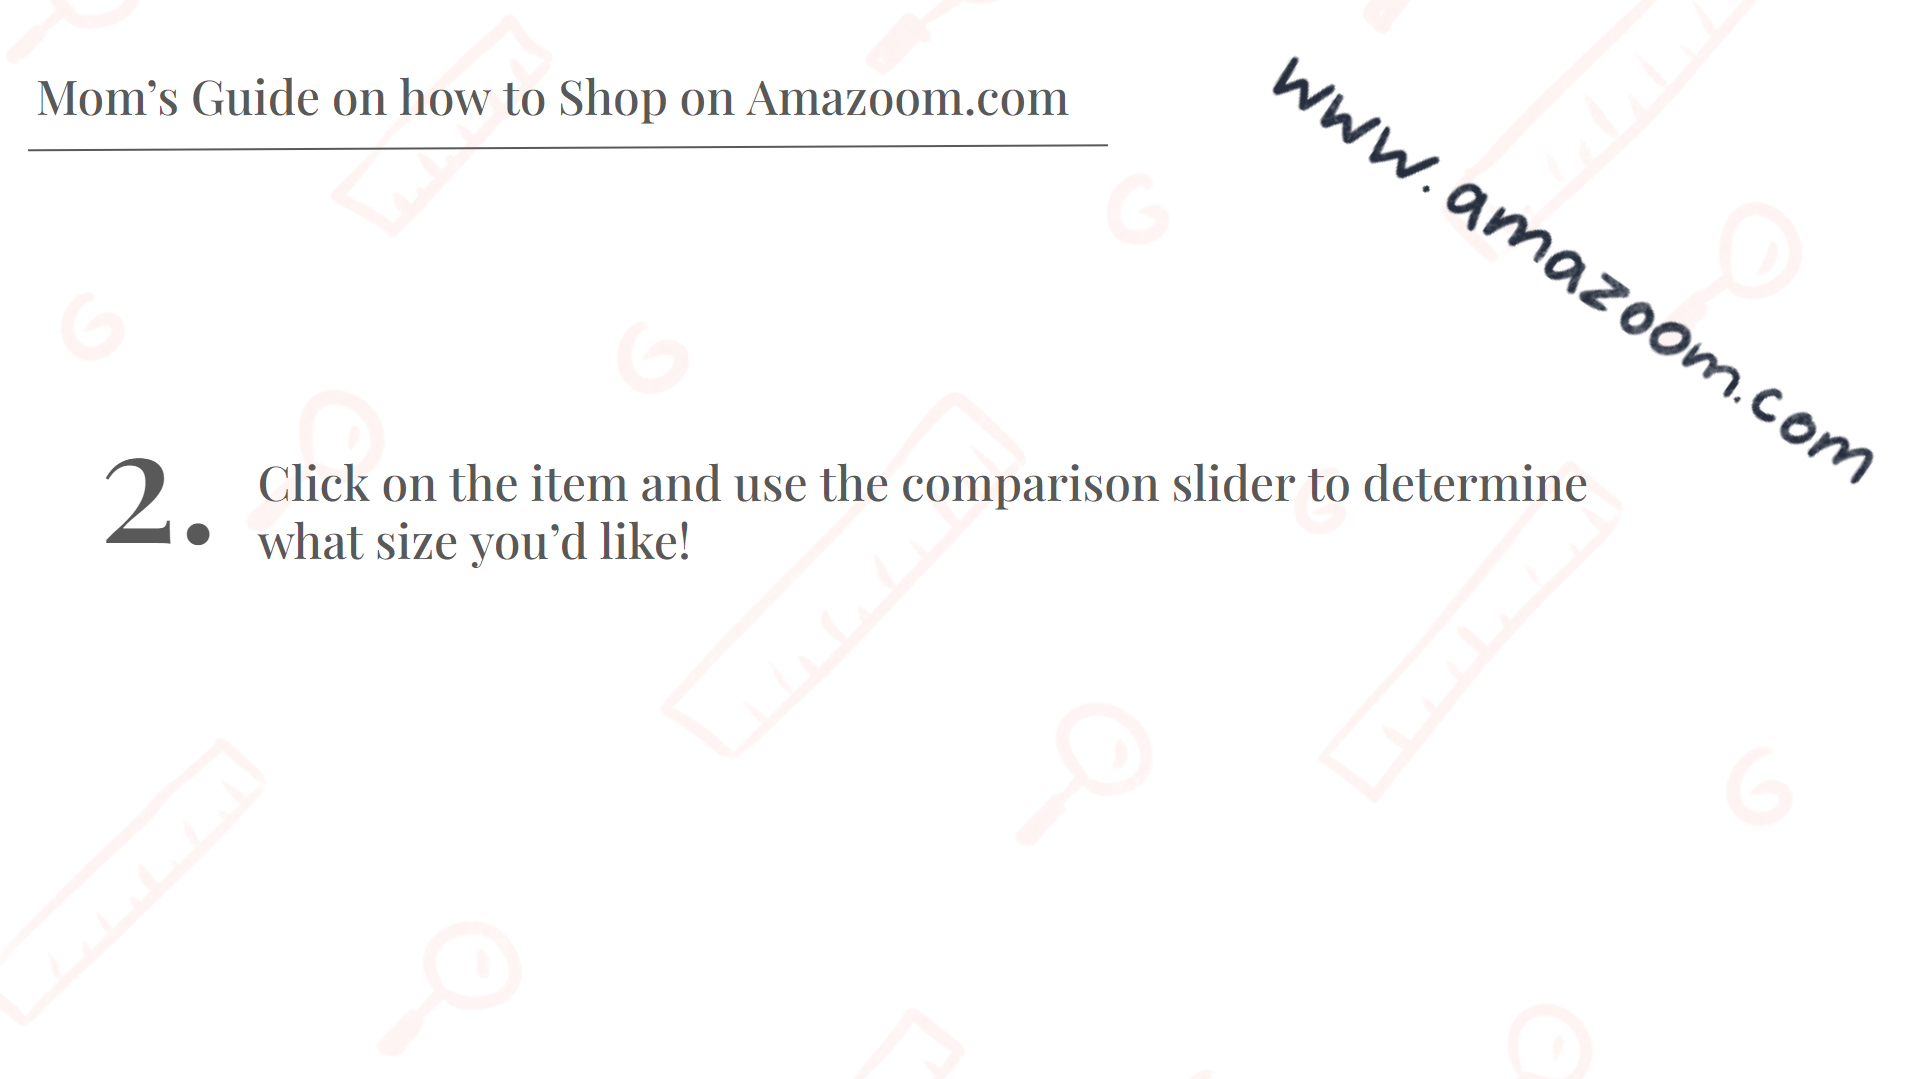 Mom’s Guide on how to Shop on Amazoom.com
www.amazoom.com
2.
Click on the item and use the comparison slider to determine
what size you’d like!